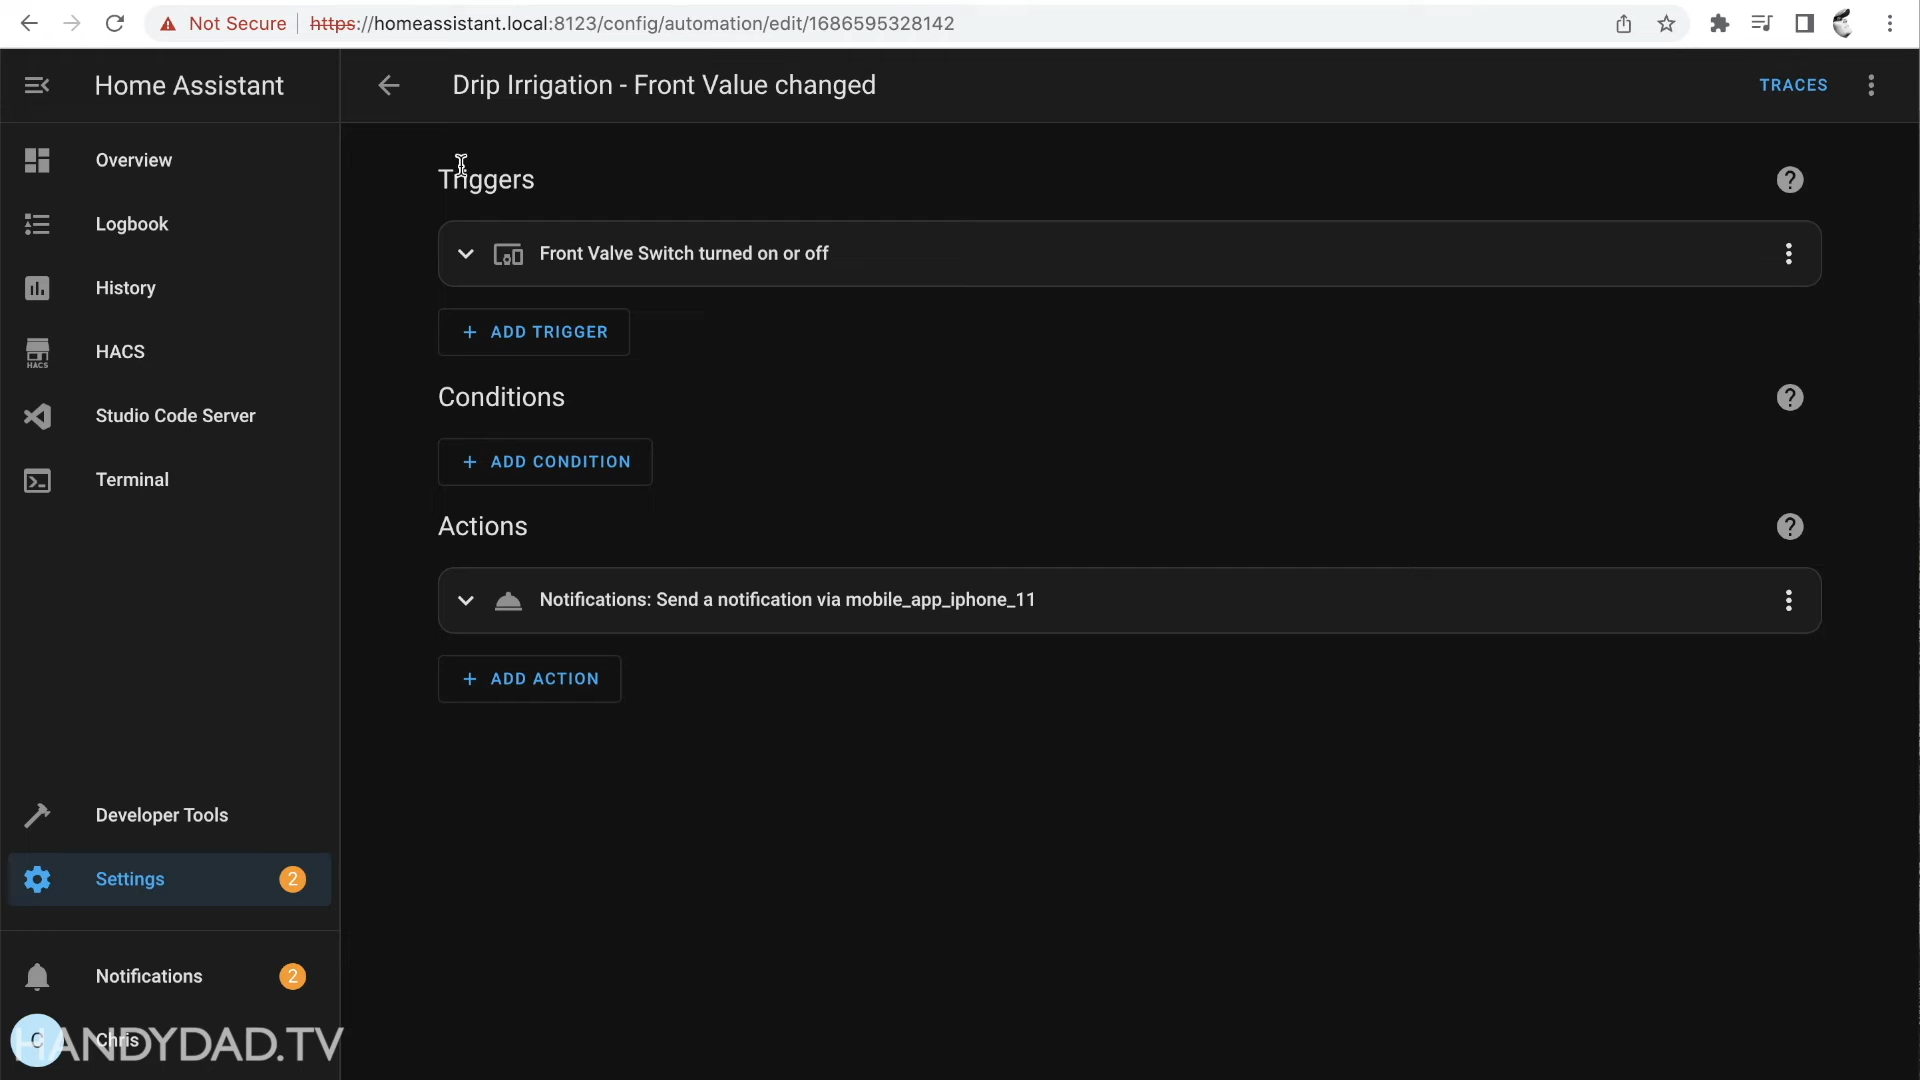 Not Secure https://homeassistant.local:8123/config/automation/edit/1686595328142
Home Assistant
Drip Irrigation - Front Value changed
TRACES
Overview
Logbook
History
HACS
HACS
Studio Code Server
Terminal
Developer Tools
Settings 2
Notifications 2
C Chris
HANDYDAD.TV
Triggers
Front Valve Switch turned on or off
+ ADD TRIGGER
Conditions
+ ADD CONDITION
Actions
Notifications: Send a notification via mobile_app_iphone_11
+ ADD ACTION